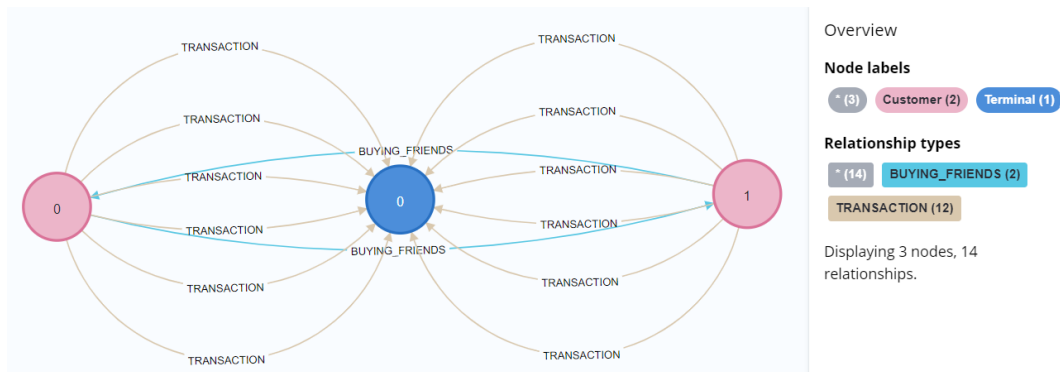 TRANSACTION
TRANSACTION
TRANSACTION
TRANSACTION
BUYING_FRIENDS
TRANSACTION
TRANSACTION
0
0
1
TRANSACTION
TRANSACTION
BUYING_FRIENDS
TRANSACTION
TRANSACTION
TRANSACTION
TRANSACTION
Overview
Node labels
* (3) Customer (2) Terminal (1)
Relationship types
* (14) BUYING_FRIENDS (2)
TRANSACTION (12)
Displaying 3 nodes, 14
relationships.